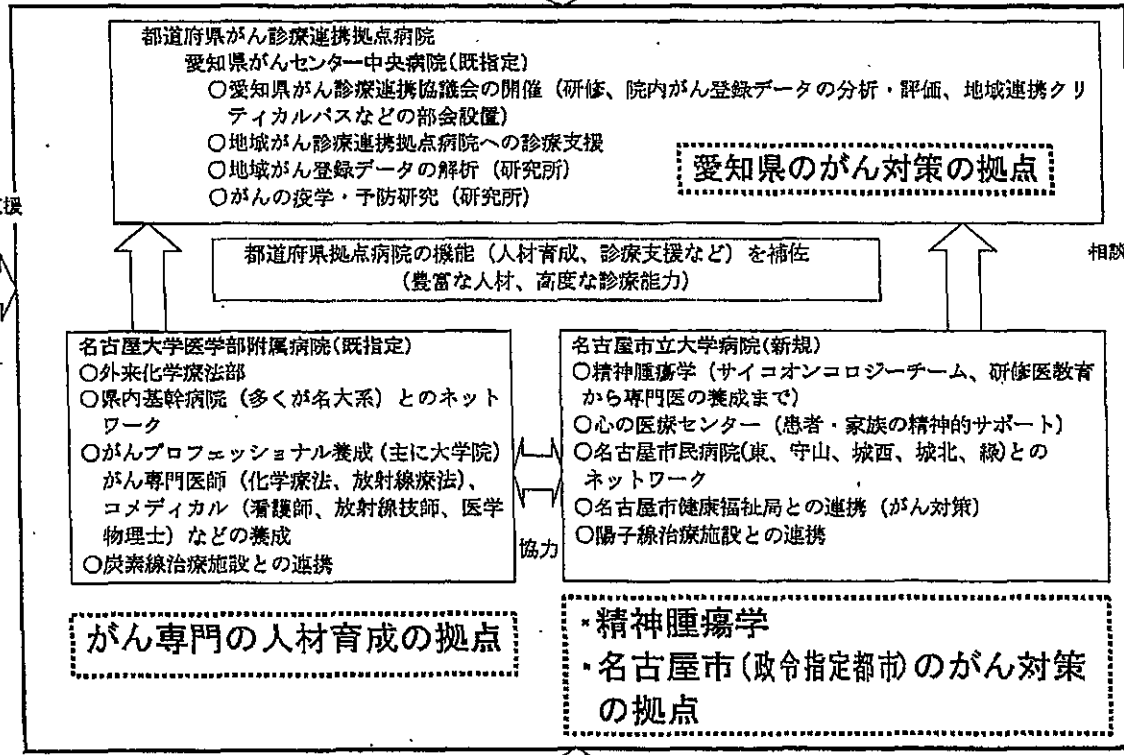 都道府県がん診療連携拠点病院
愛知県がんセンター中央病院(既指定)
○愛知県がん診療連携協議会の開催（研修、院内がん登録データの分析・評価、地域連携クリ
ティカルパスなどの部会設置）
○地域がん診療連携拠点病院への診療支援
○地域がん登録データの解析（研究所）
○がんの疫学・予防研究（研究所）
愛知県のがん対策の拠点
援
相談
都道府県拠点病院の機能（人材育成、診療支援など）を補佐
（豊富な人材、高度な診療能力）
名古屋大学医学部附属病院(既指定)
○外来化学療法部
○県内基幹病院（多くが名大系）とのネット
ワーク
○がんプロフェッショナル養成（主に大学院）
がん専門医師（化学療法、放射線療法）、
コメディカル（看護師、放射線技師、医学
物理士）などの養成
○炭素線治療施設との連携
協力
名古屋市立大学病院(新規)
○精神腫瘍学（サイコオンコロジーチーム、研修医教育
から専門医の養成まで）
○心の医療センター（患者・家族の精神的サポート）
○名古屋市民病院(東、守山、城西、城北、緑)との
ネットワーク
○名古屋市健康福祉局との連携（がん対策）
○陽子線治療施設との連携
がん専門の人材育成の拠点
・精神腫瘍学
・名古屋市(政令指定都市)のがん対策
の拠点